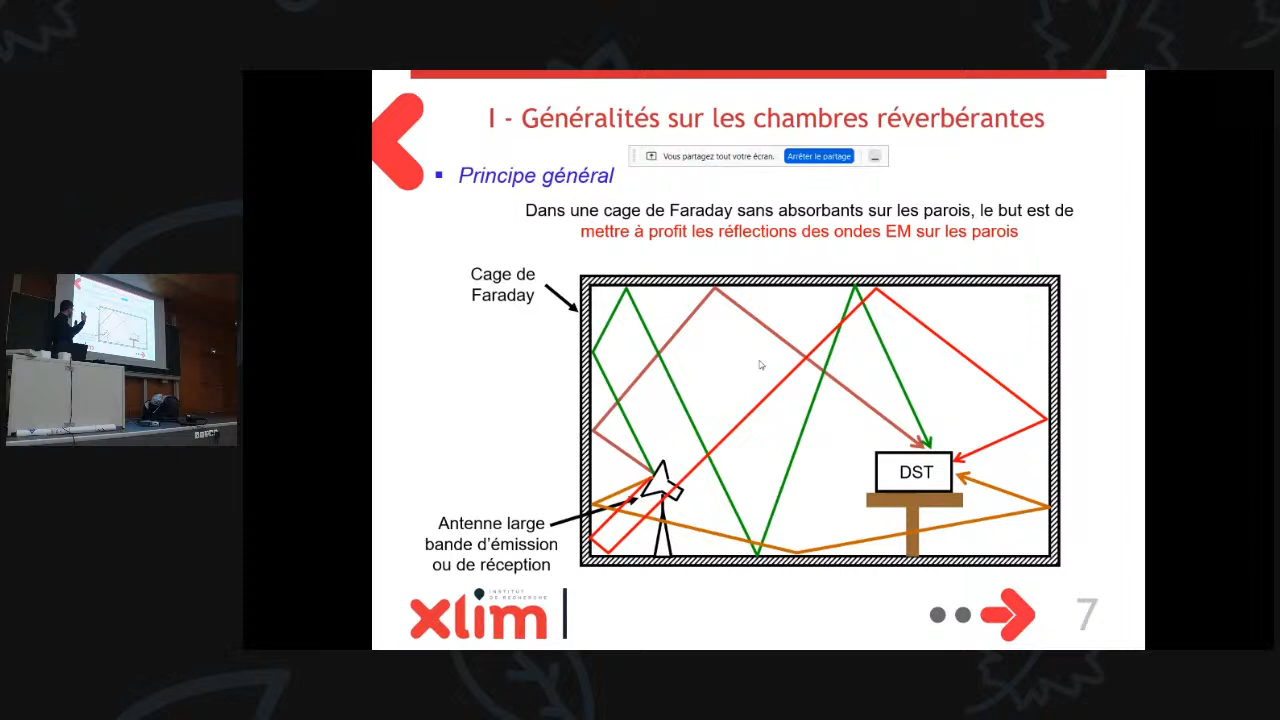 I - Généralités sur les chambres réverbérantes
Vous partagez tout votre écran. Arrêter le partage
Principe général
Dans une cage de Faraday sans absorbants sur les parois, le but est de
mettre à profit les réflections des ondes EM sur les parois
Cage de
Faraday
DST
Antenne large
bande d'émission
ou de réception
INSTITUT
DE RECHERCHE
xlim
7